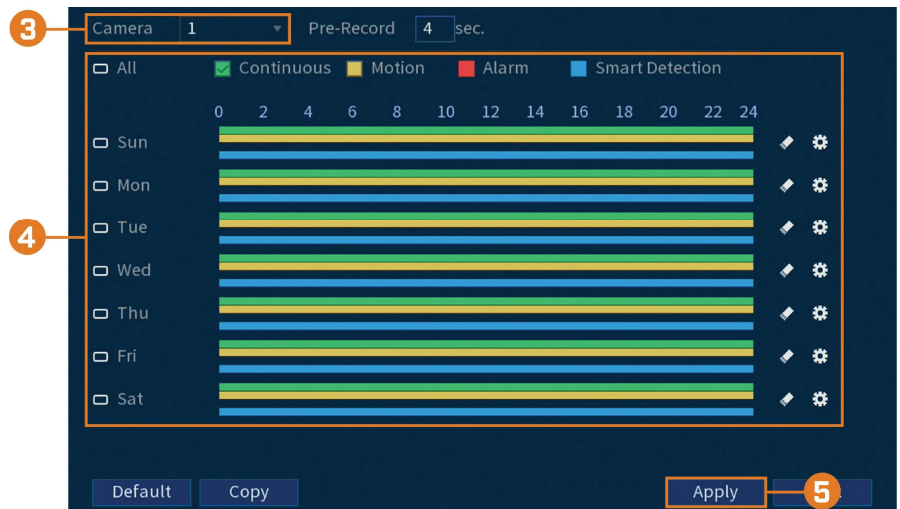 3 Camera 1 Pre-Record 4 sec.
All Continuous Motion Alarm Smart Detection
0 2 4 6 8 10 12 14 16 18 20 22 24
Sun
Mon
4 Tue
Wed
Thu
Fri
Sat
Default Copy Apply 5